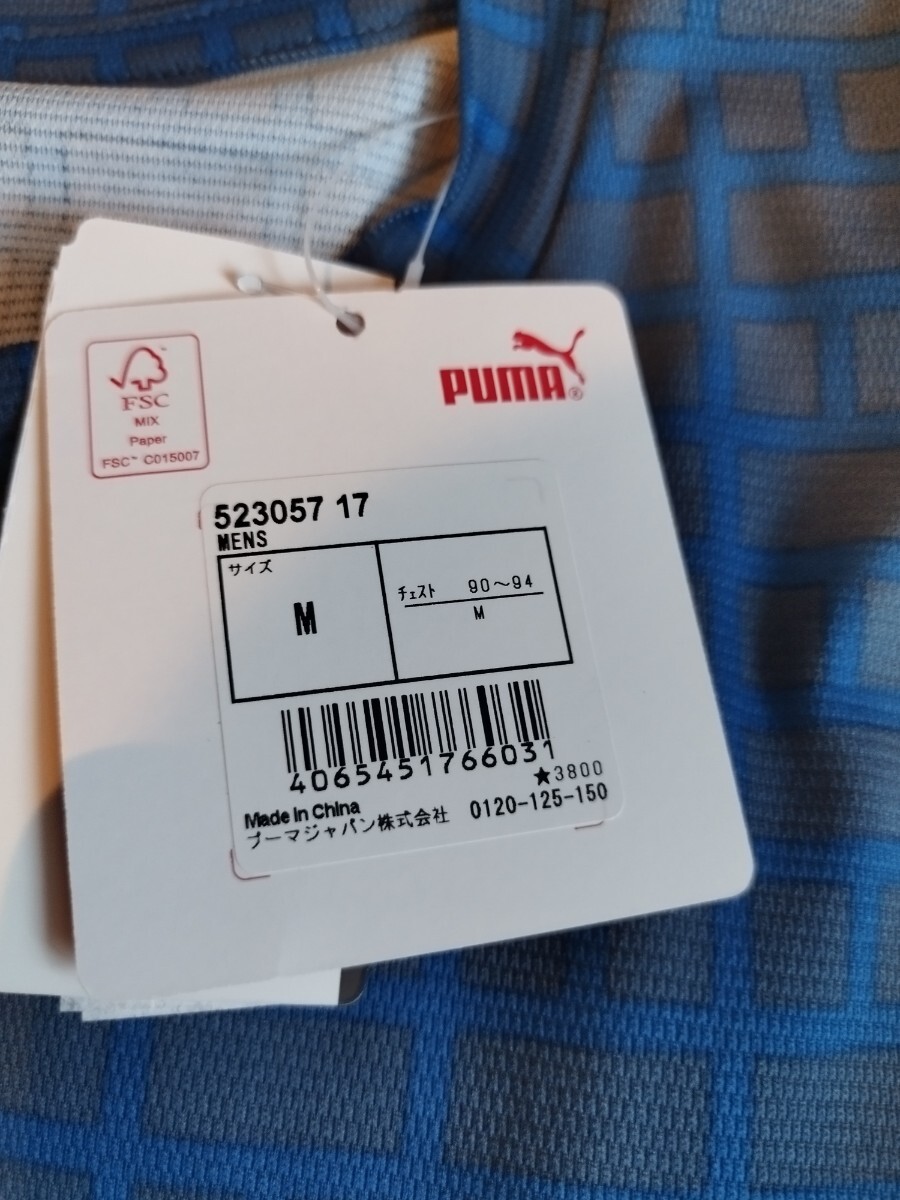 FSC
MIX
Paper
FSC™ C015007
PUMA®
523057 17
MENS
サイズ
M
チェスト 90～94
M
4065451766031
★3800
Made in China
プーマジャパン株式会社 0120-125-150